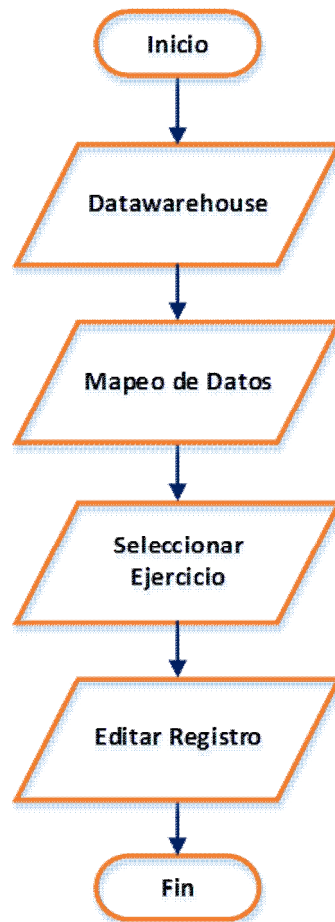 Inicio
Datawarehouse
Mapeo de Datos
Seleccionar
Ejercicio
Editar Registro
Fin